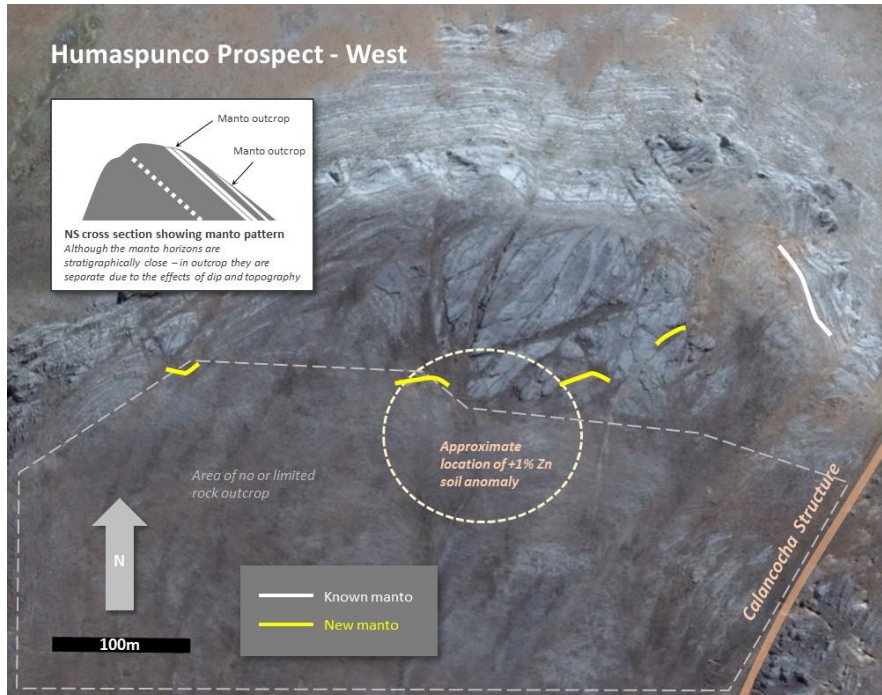 Humaspunco Prospect - West
Manto outcrop
Manto outcrop
NS cross section showing manto pattern
Although the manto horizons are
stratigraphically close – in outcrop they are
separate due to the effects of dip and topography
Approximate
location of +1% Zn
soil anomaly
Area of no or limited
rock outcrop
Calancocha Structure
N
Known manto
New manto
100m